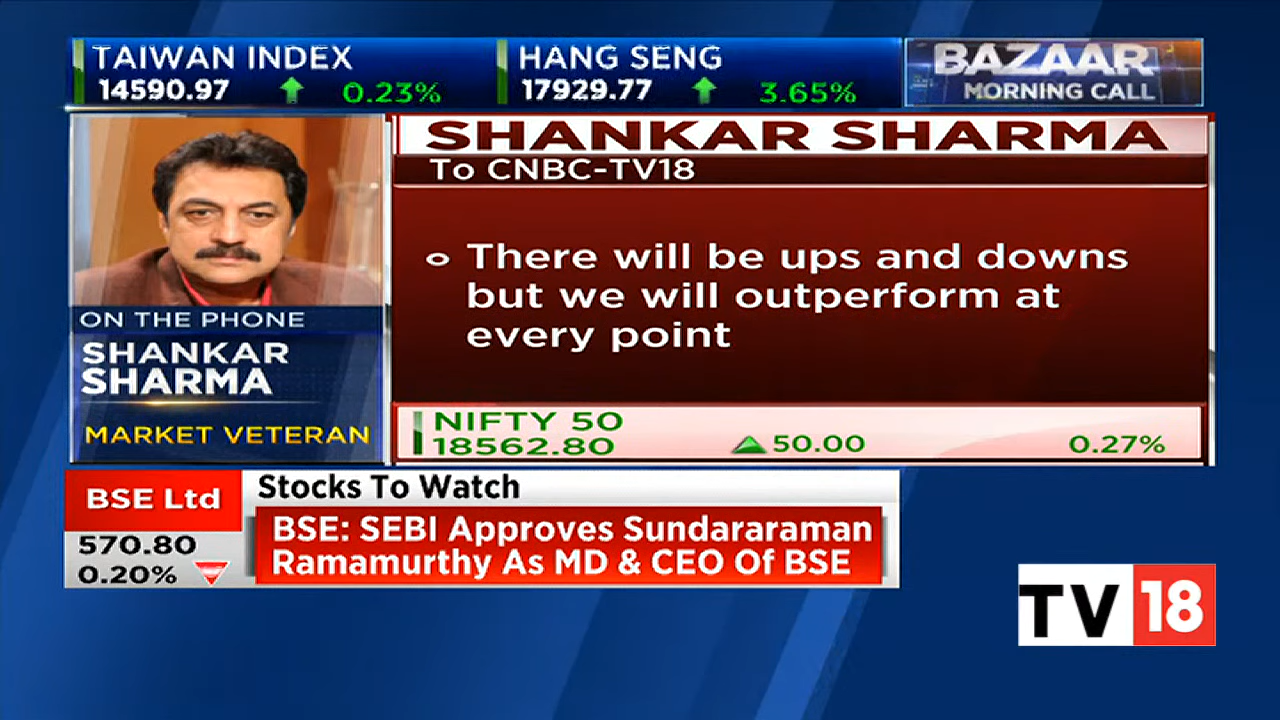 TAIWAN INDEX
14590.97 0.23%
HANG SENG
17929.77 3.65%
BAZAAR
MORNING CALL
SHANKAR SHARMA
To CNBC-TV18
There will be ups and downs
but we will outperform at
every point
ON THE PHONE
SHANKAR
SHARMA
MARKET VETERAN
NIFTY 50
18562.80 50.00 0.27%
BSE Ltd
570.80
0.20%
Stocks To Watch
BSE: SEBI Approves Sundararaman
Ramamurthy As MD & CEO Of BSE
TV18